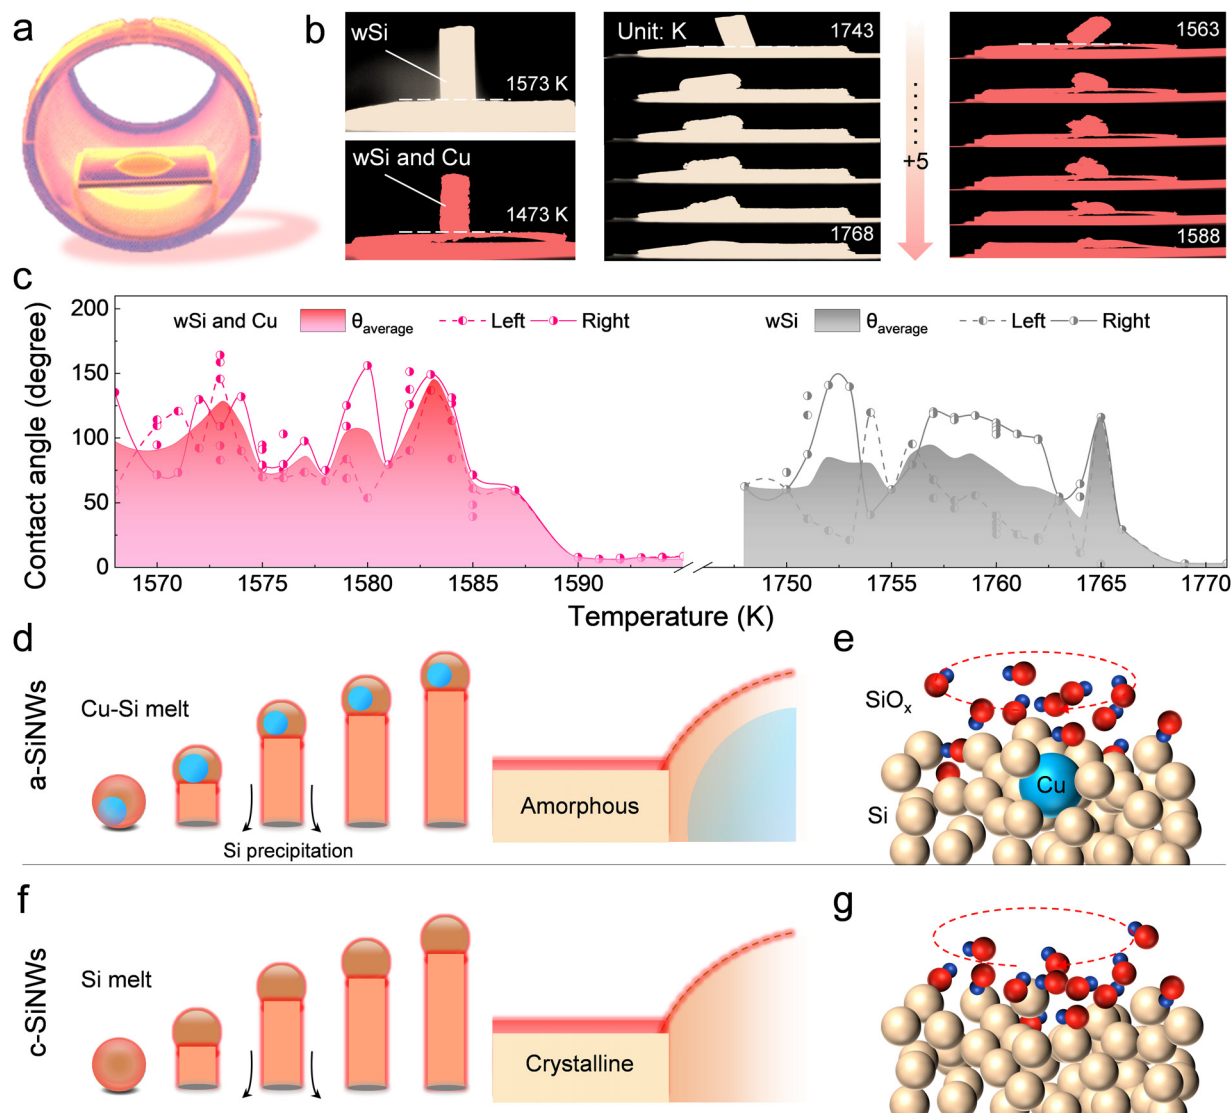 a
b
wSi
1573 K
wSi and Cu
1473 K
Unit: K
1743
1768
+5
1563
1588
c
Contact angle (degree)
200
150
100
50
0
wSi and Cu
θaverage
Left
Right
wSi
θaverage
Left
Right
1570
1575
1580
1585
1590
1750
1755
1760
1765
1770
Temperature (K)
d
a-SiNWs
Cu–Si melt
Si precipitation
Amorphous
e
SiOx
Cu
Si
f
c-SiNWs
Si melt
Crystalline
g